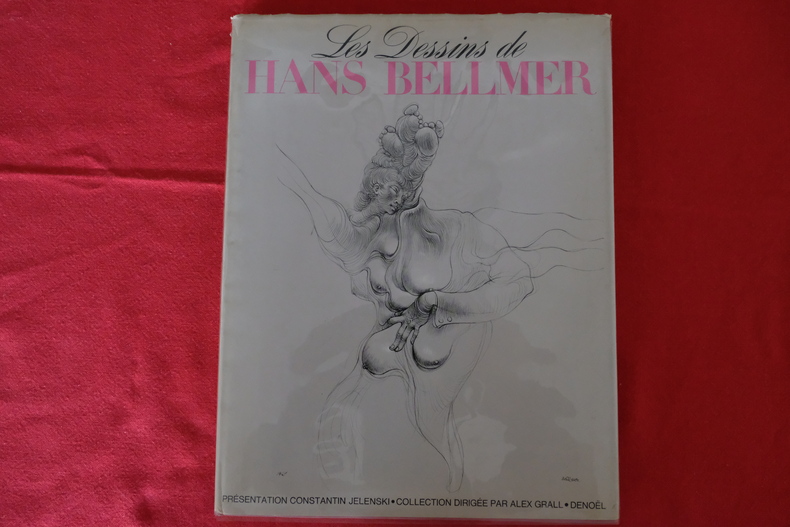 Les Dessins de
HANS BELLMER
PRÉSENTATION CONSTANTIN JELENSKI•COLLECTION DIRIGÉE PAR ALEX GRALL•DENOËL